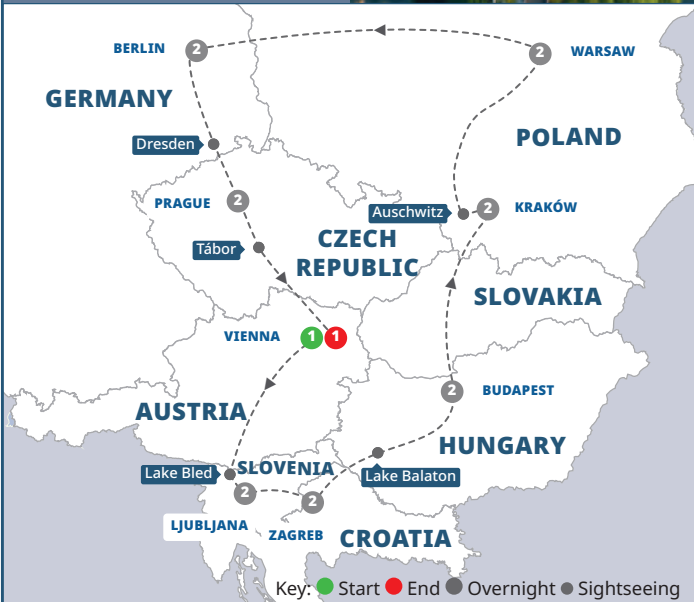 BERLIN
2
2
WARSAW
GERMANY
POLAND
Dresden
PRAGUE
2
Auschwitz
2
KRAKÓW
Tábor
CZECH
REPUBLIC
SLOVAKIA
VIENNA
1
1
AUSTRIA
2
BUDAPEST
HUNGARY
Lake Bled
SLOVENIA
Lake Balaton
2
2
LJUBLJANA
ZAGREB
CROATIA
Key: Start End Overnight Sightseeing